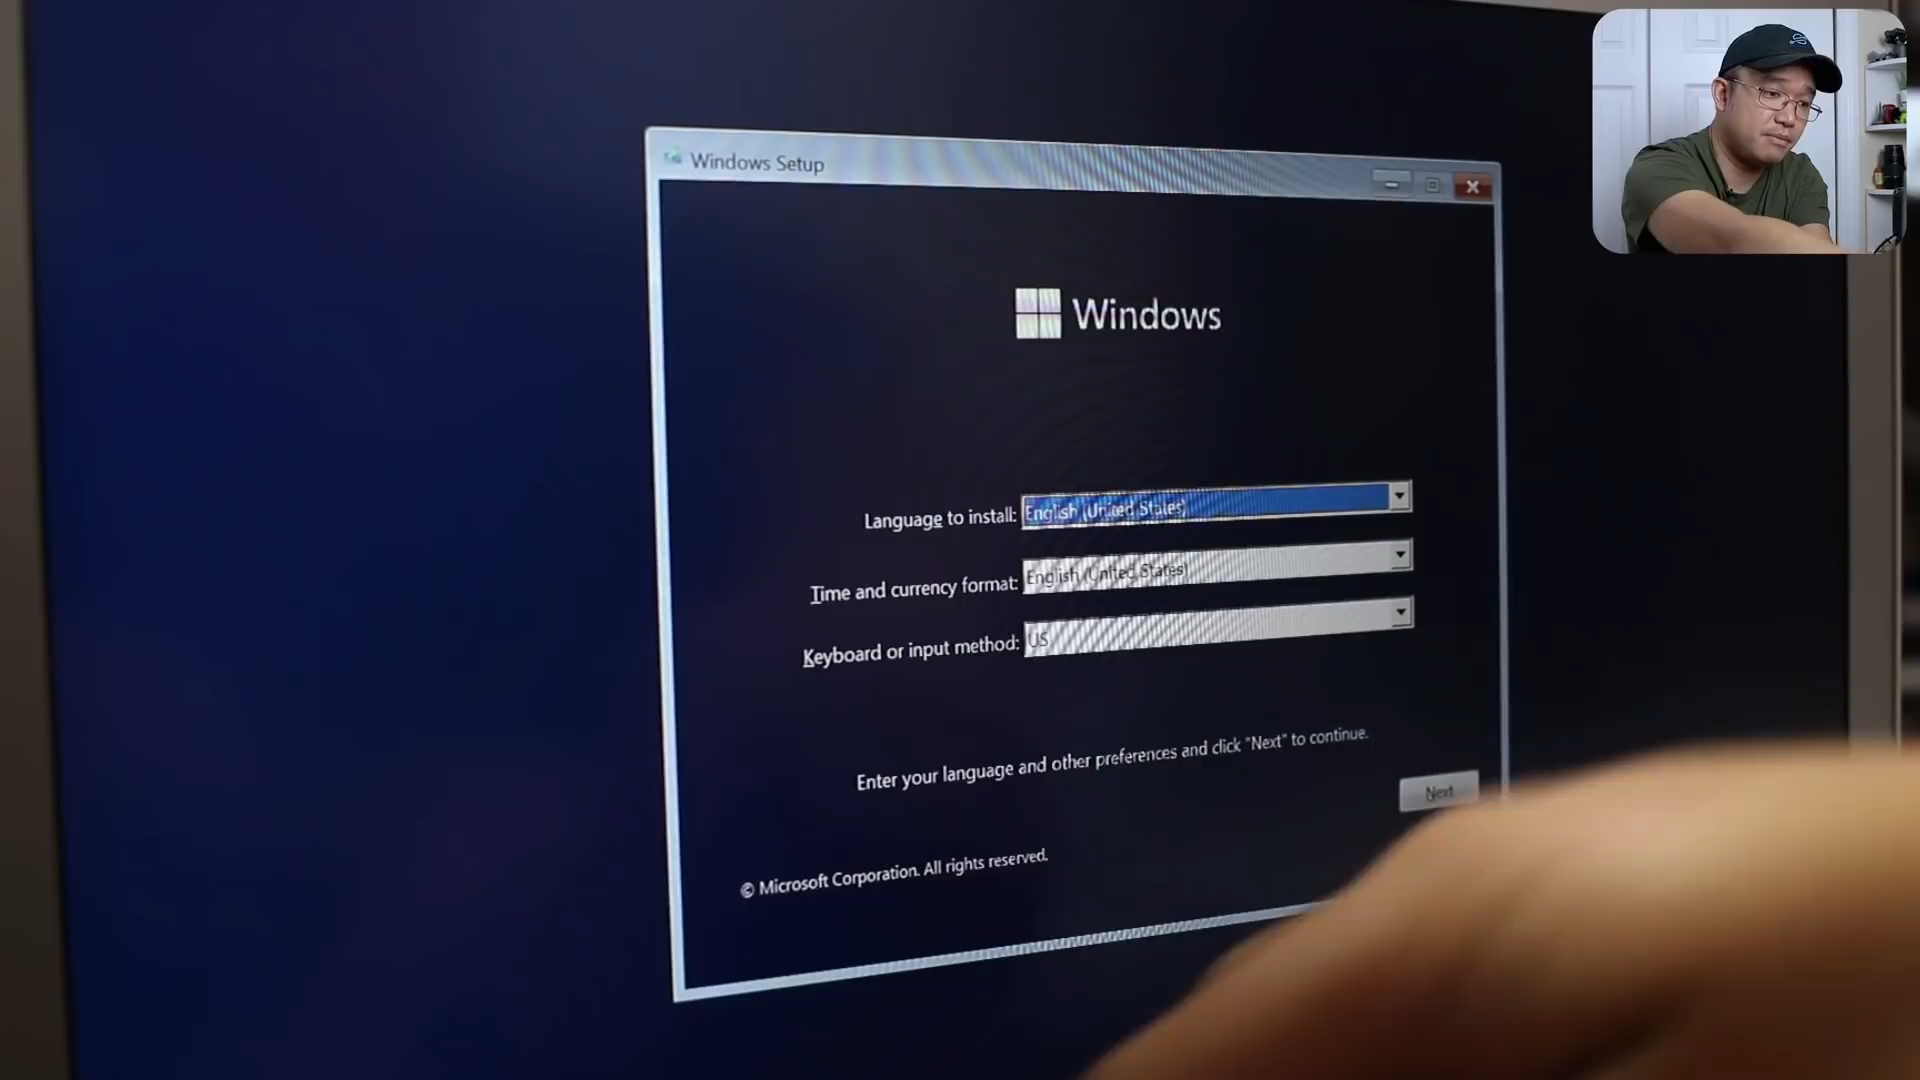 Windows Setup
Windows
Language to install: English (United States)
Time and currency format: English (United States)
Keyboard or input method: US
Enter your language and other preferences and click "Next" to continue.
Next
© Microsoft Corporation. All rights reserved.